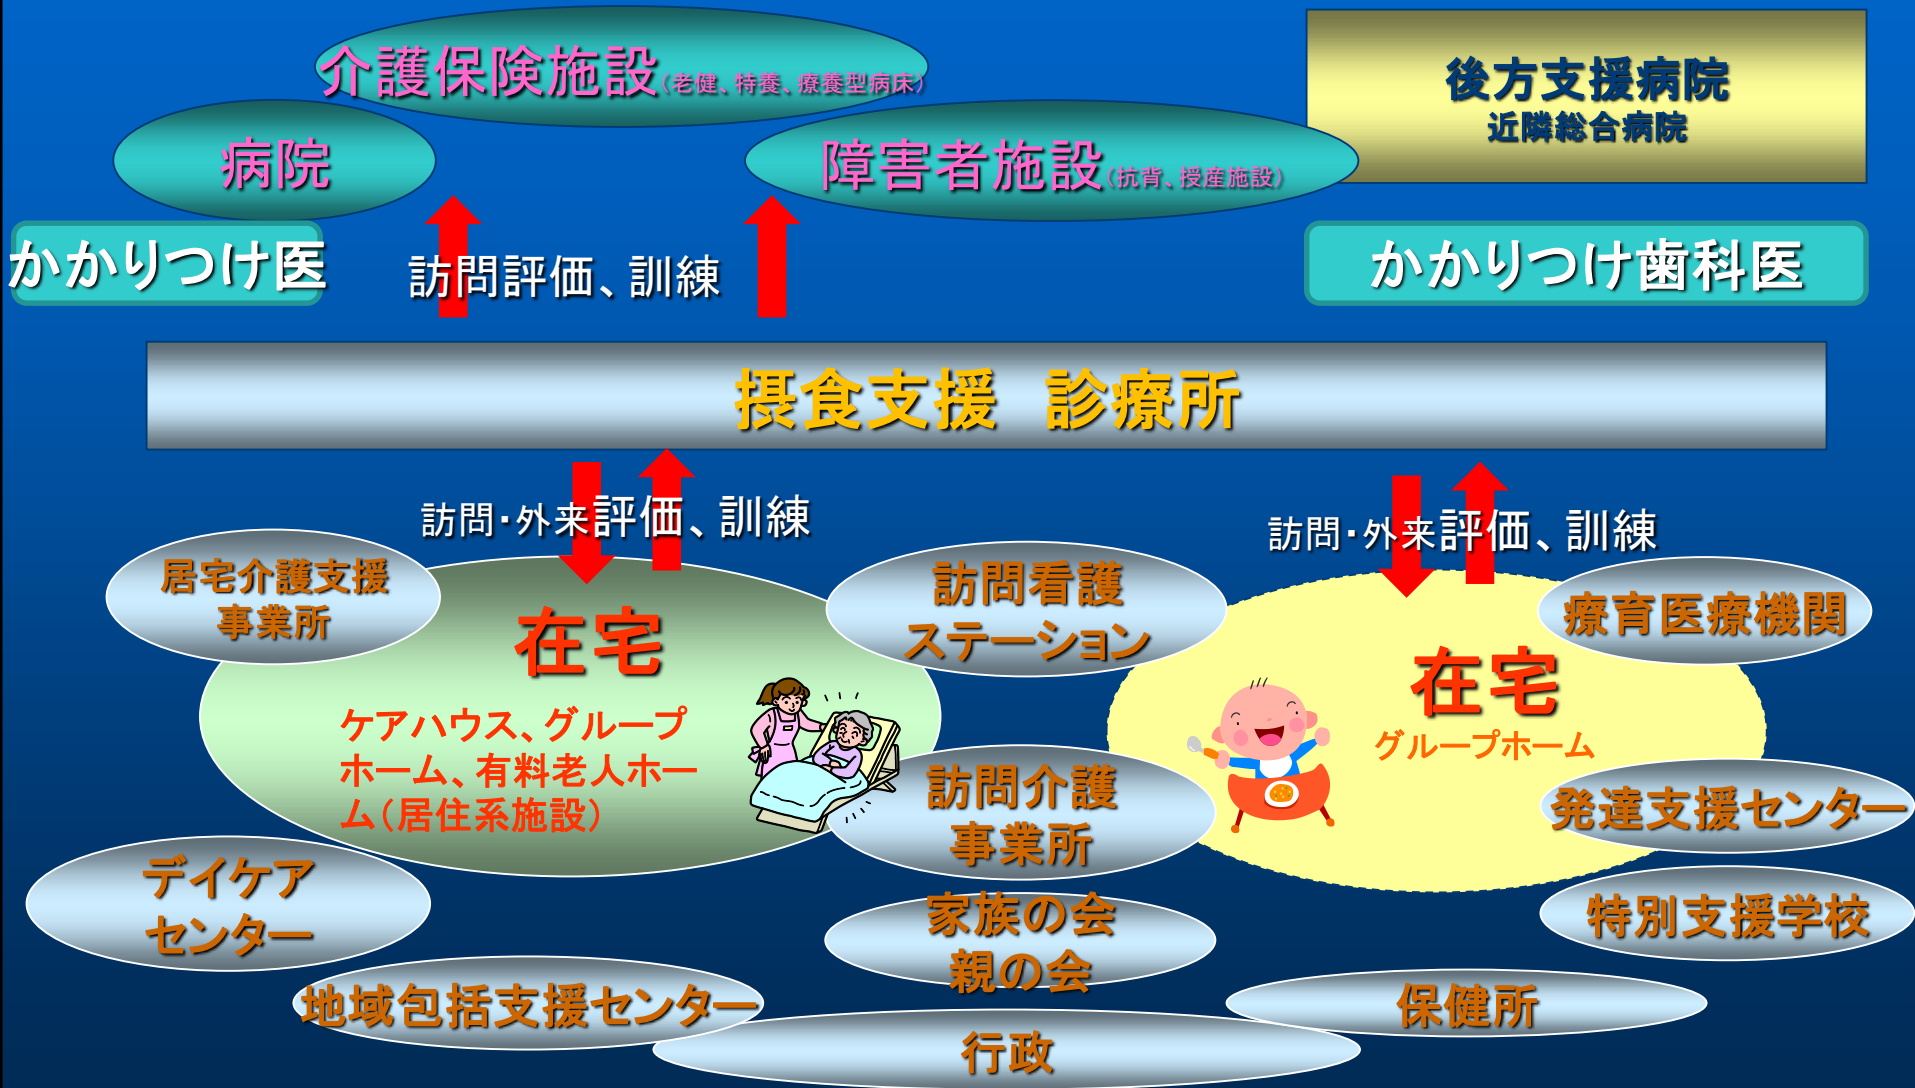 介護保険施設(老健、特養、療養型病床)
後方支援病院
近隣総合病院
病院
障害者施設(抗背、授産施設)
かかりつけ医
訪問評価、訓練
かかりつけ歯科医
摂食支援　診療所
訪問・外来評価、訓練
訪問・外来評価、訓練
居宅介護支援
事業所
在宅
ケアハウス、グループ
ホーム、有料老人ホー
ム(居住系施設)
訪問看護
ステーション
療育医療機関
在宅
グループホーム
訪問介護
事業所
発達支援センター
デイケア
センター
家族の会
親の会
特別支援学校
地域包括支援センター
保健所
行政